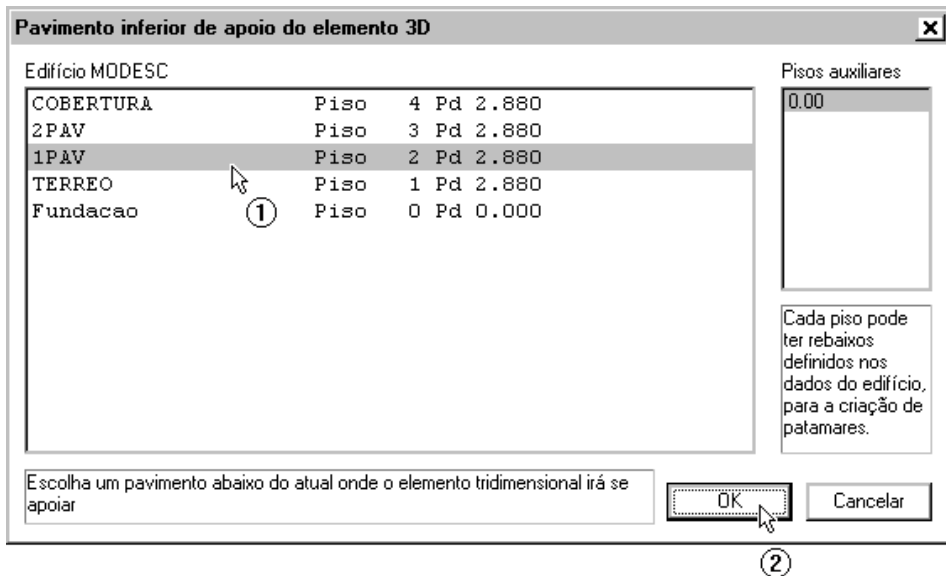 Pavimento inferior de apoio do elemento 3D
Edifício MODESC
Pisos auxiliares
COBERTURA Piso 4 Pd 2.880
2PAV Piso 3 Pd 2.880
1PAV Piso 2 Pd 2.880
TERREO Piso 1 Pd 2.880
Fundacao Piso 0 Pd 0.000
1
0.00
Cada piso pode
ter rebaixos
definidos nos
dados do edifício,
para a criação de
patamares.
Escolha um pavimento abaixo do atual onde o elemento tridimensional irá se
apoiar
OK
Cancelar
2